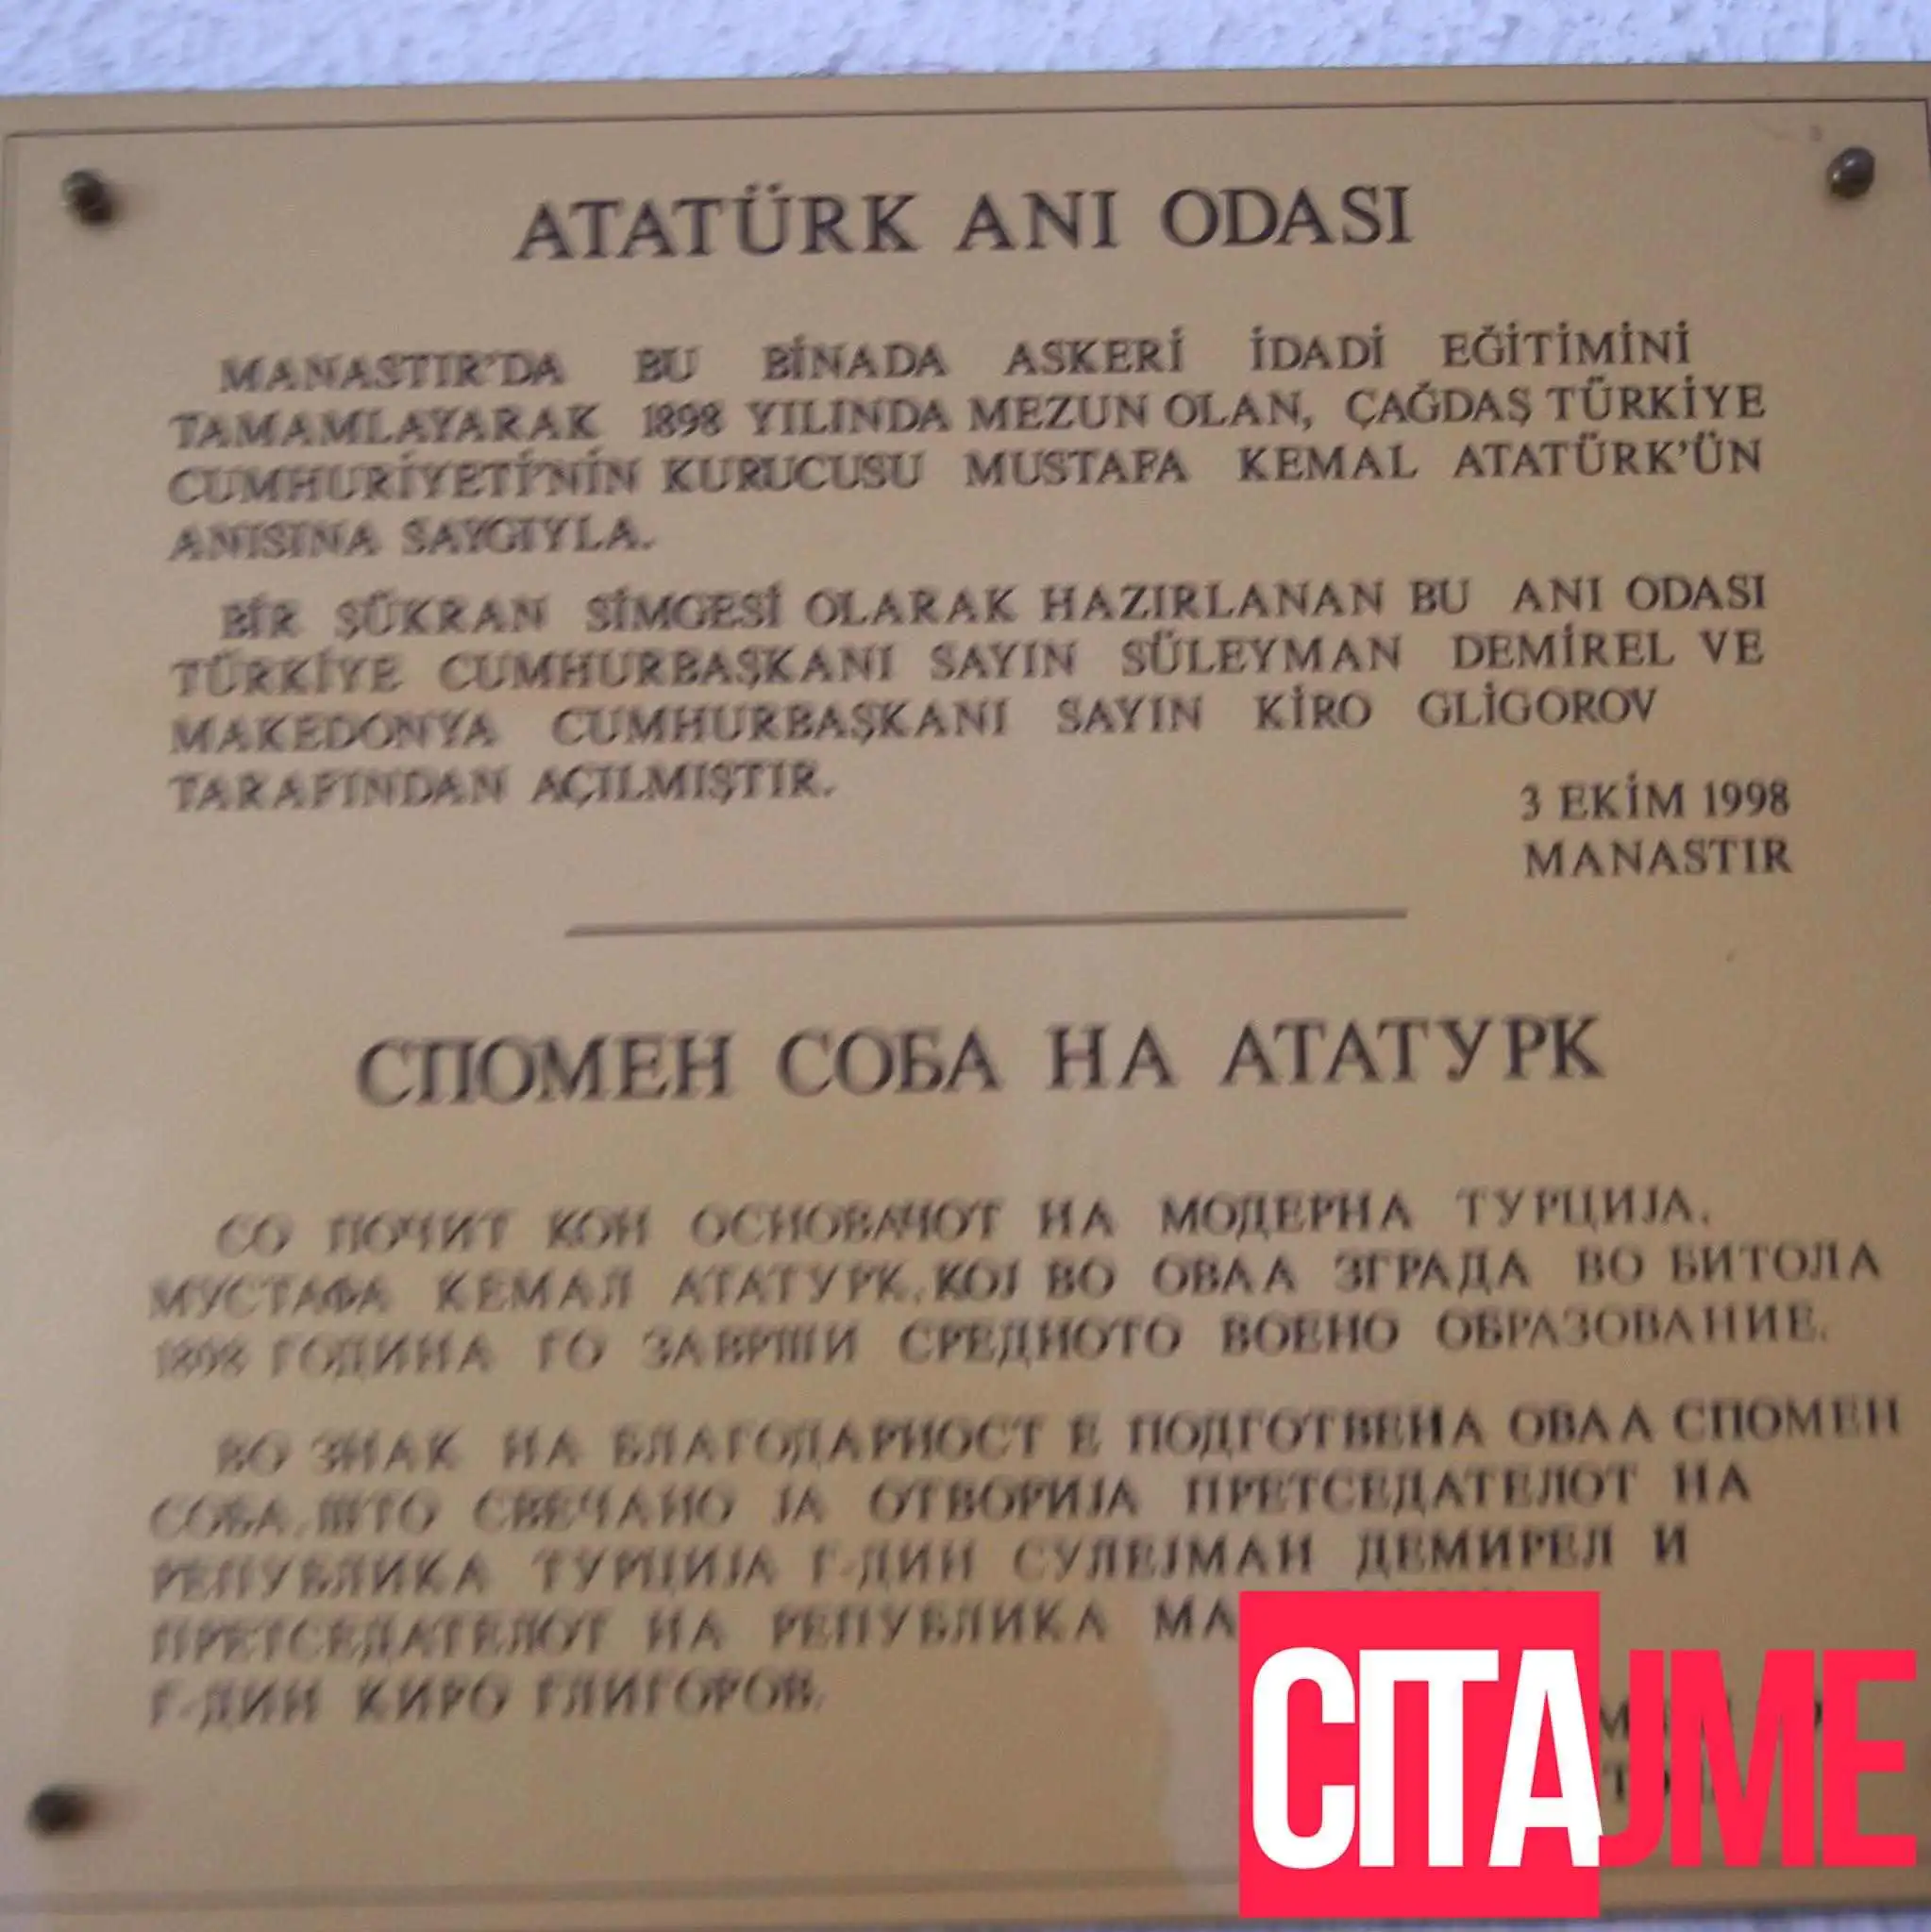 ATATÜRK ANI ODASI
MANASTIR'DA BU BİNADA ASKERİ İDADİ EĞİTİMİNİ
TAMAMLAYARAK 1898 YILINDA MEZUN OLAN, ÇAĞDAŞ TÜRKİYE
CUMHURİYETİ'NİN KURUCUSU MUSTAFA KEMAL ATATÜRK'ÜN
ANISINA SAYGIYLA.
BİR ŞÜKRAN SİMGESİ OLARAK HAZIRLANAN BU ANI ODASI
TÜRKİYE CUMHURBAŞKANI SAYIN SÜLEYMAN DEMİREL VE
MAKEDONYA CUMHURBAŞKANI SAYIN KİRO GLİGOROV
TARAFINDAN AÇILMIŞTIR.
3 EKİM 1998
MANASTIR
СПОМЕН СОБА НА АТАТУРК
СО ПОЧИТ КОН ОСНОВАЧОТ НА МОДЕРНА ТУРЦИЈА,
МУСТАФА КЕМАЛ АТАТУРК, КОЈ ВО ОВАА ЗГРАДА ВО БИТОЛА
1898 ГОДИНА ГО ЗАВРШИ СРЕДНОТО ВОЕНО ОБРАЗОВАНИЕ.
ВО ЗНАК НА БЛАГОДАРНОСТ Е ПОДГОТВЕНА ОВАА СПОМЕН
СОБА, ШТО СВЕЧАНО ЈА ОТВОРИЈА ПРЕТСЕДАТЕЛОТ НА
РЕПУБЛИКА ТУРЦИЈА Г-ДИН СУЛЕЈМАН ДЕМИРЕЛ И
ПРЕТСЕДАТЕЛОТ НА РЕПУБЛИКА
Г-ДИН КИРО ГЛИГОРОВ.
CITAJME